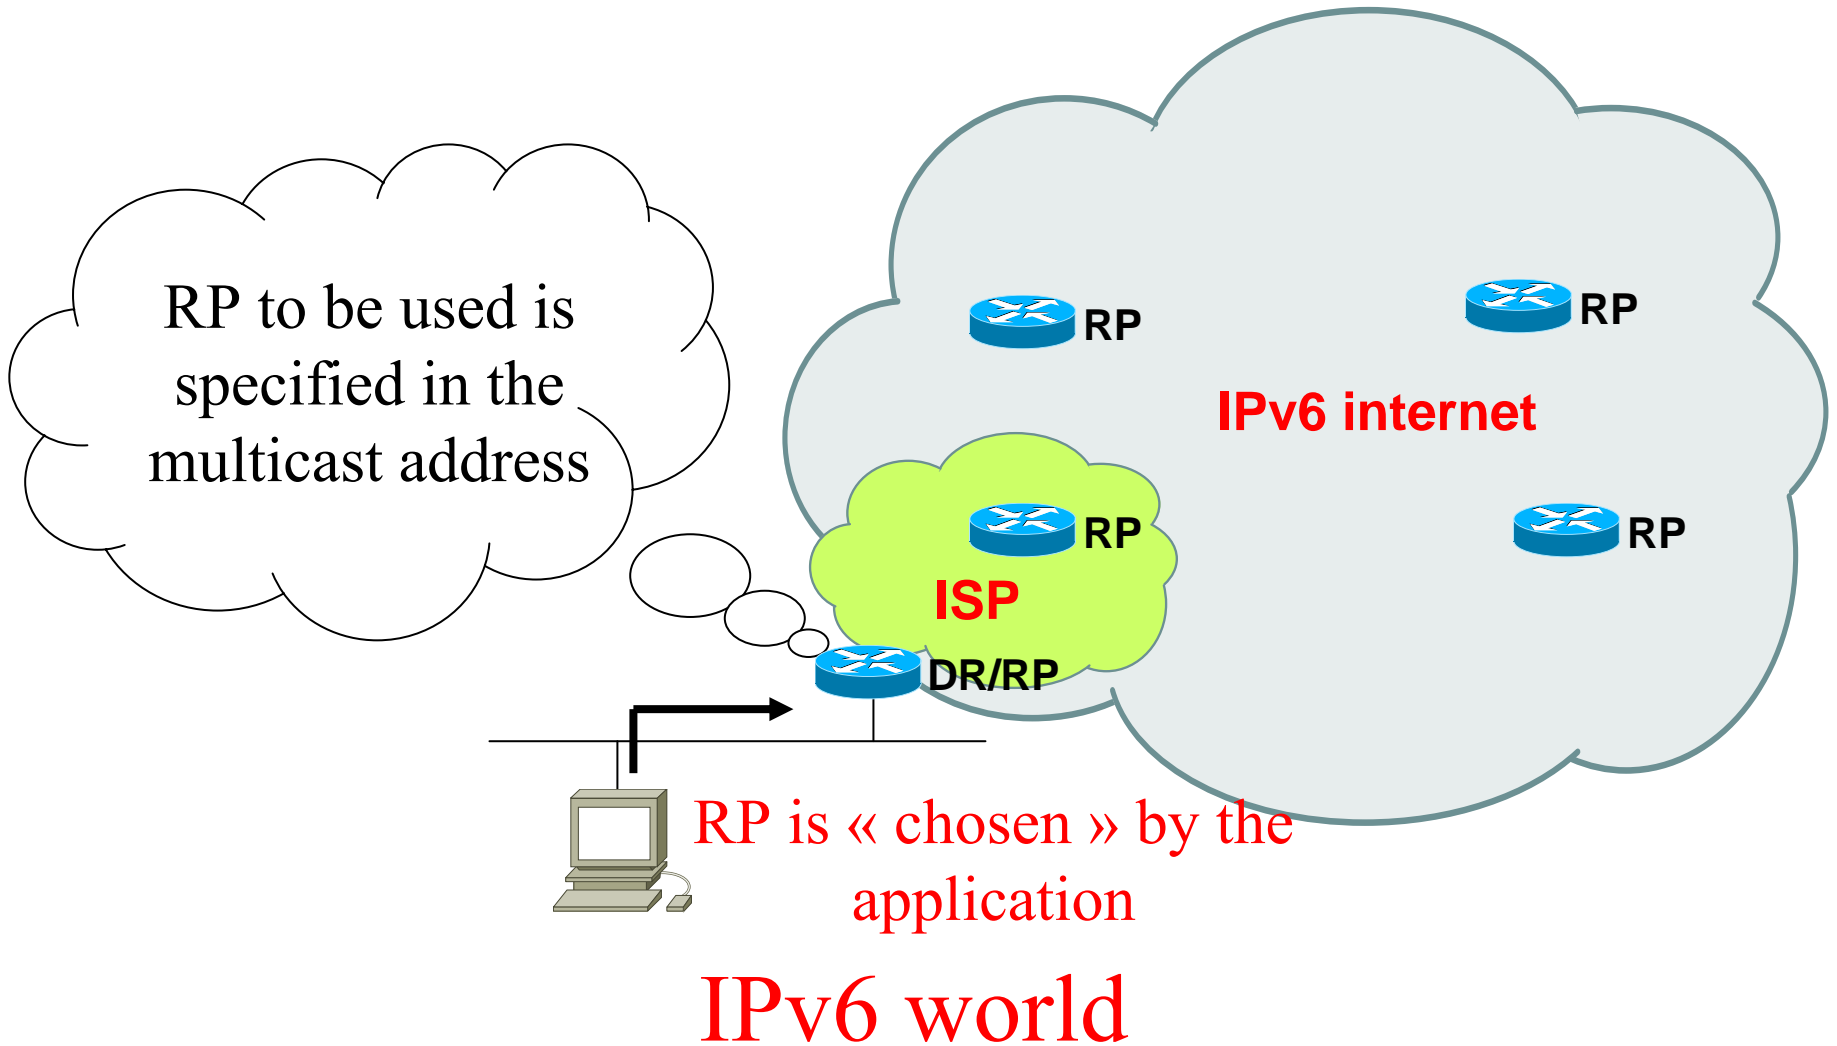 RP to be used is
specified in the
multicast address
RP
RP
IPv6 internet
RP
RP
ISP
DR/RP
RP is « chosen » by the
application
IPv6 world